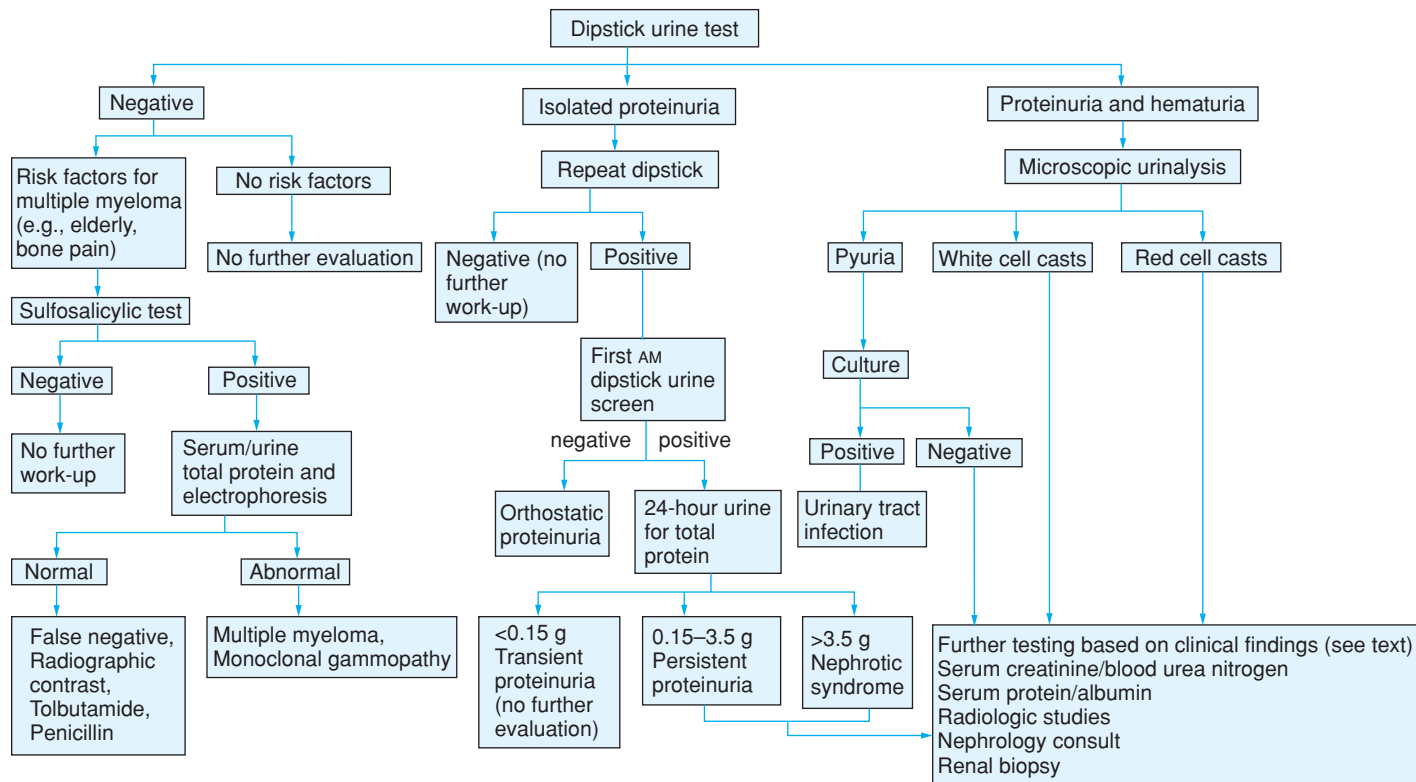 Dipstick urine test
Negative
Isolated proteinuria
Proteinuria and hematuria
Risk factors for
multiple myeloma
(e.g., elderly,
bone pain)
No risk factors
No further evaluation
Sulfosalicylic test
Negative
Positive
No further
work-up
Serum/urine
total protein and
electrophoresis
Normal
Abnormal
False negative,
Radiographic
contrast,
Tolbutamide,
Penicillin
Multiple myeloma,
Monoclonal gammopathy
Repeat dipstick
Negative (no
further
work-up)
Positive
First AM
dipstick urine
screen
negative
positive
Orthostatic
proteinuria
24-hour urine
for total
protein
<0.15 g
Transient
proteinuria
(no further
evaluation)
0.15–3.5 g
Persistent
proteinuria
>3.5 g
Nephrotic
syndrome
Microscopic urinalysis
Pyuria
White cell casts
Red cell casts
Culture
Positive
Negative
Urinary tract
infection
Further testing based on clinical findings (see text)
Serum creatinine/blood urea nitrogen
Serum protein/albumin
Radiologic studies
Nephrology consult
Renal biopsy